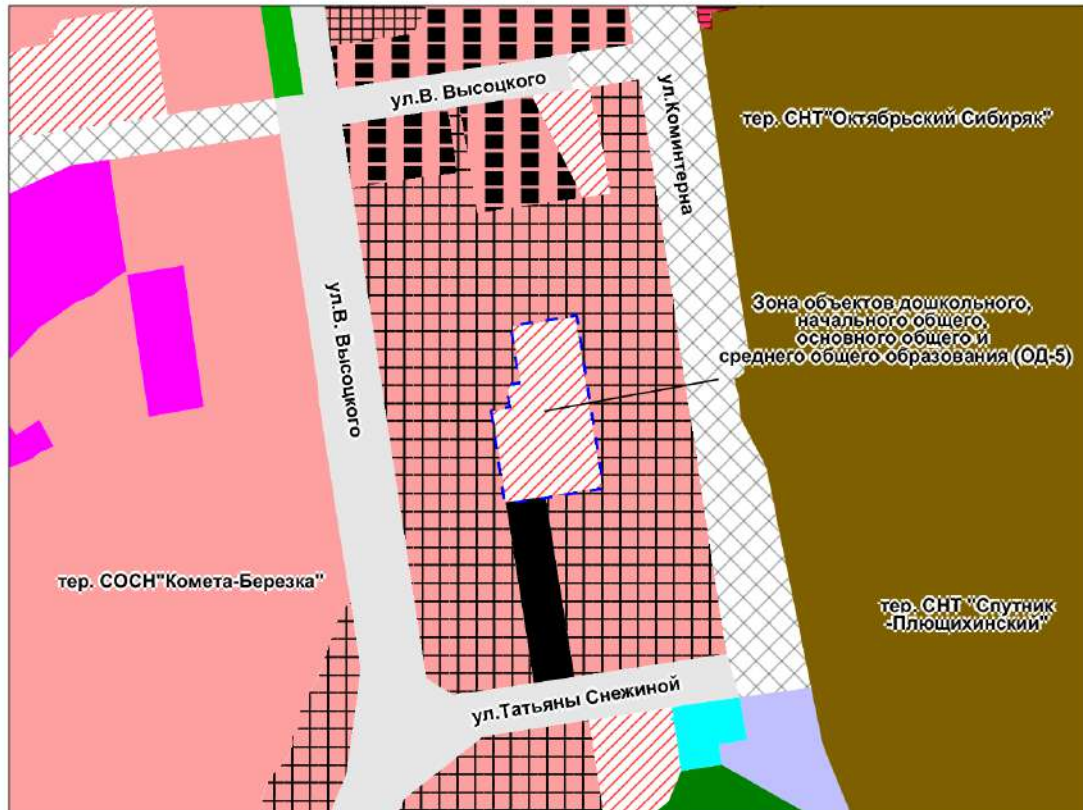 ул.В. Высоцкого
ул.Коминтерна
тер. СНТ"Октябрьский Сибиряк"
ул.В. Высоцкого
Зона объектов дошкольного,
начального общего,
основного общего и
среднего общего образования (ОД-5)
тер. СОСН"Комета-Березка"
тер. СНТ "Спутник
-Плющихинский"
ул.Татьяны Снежиной